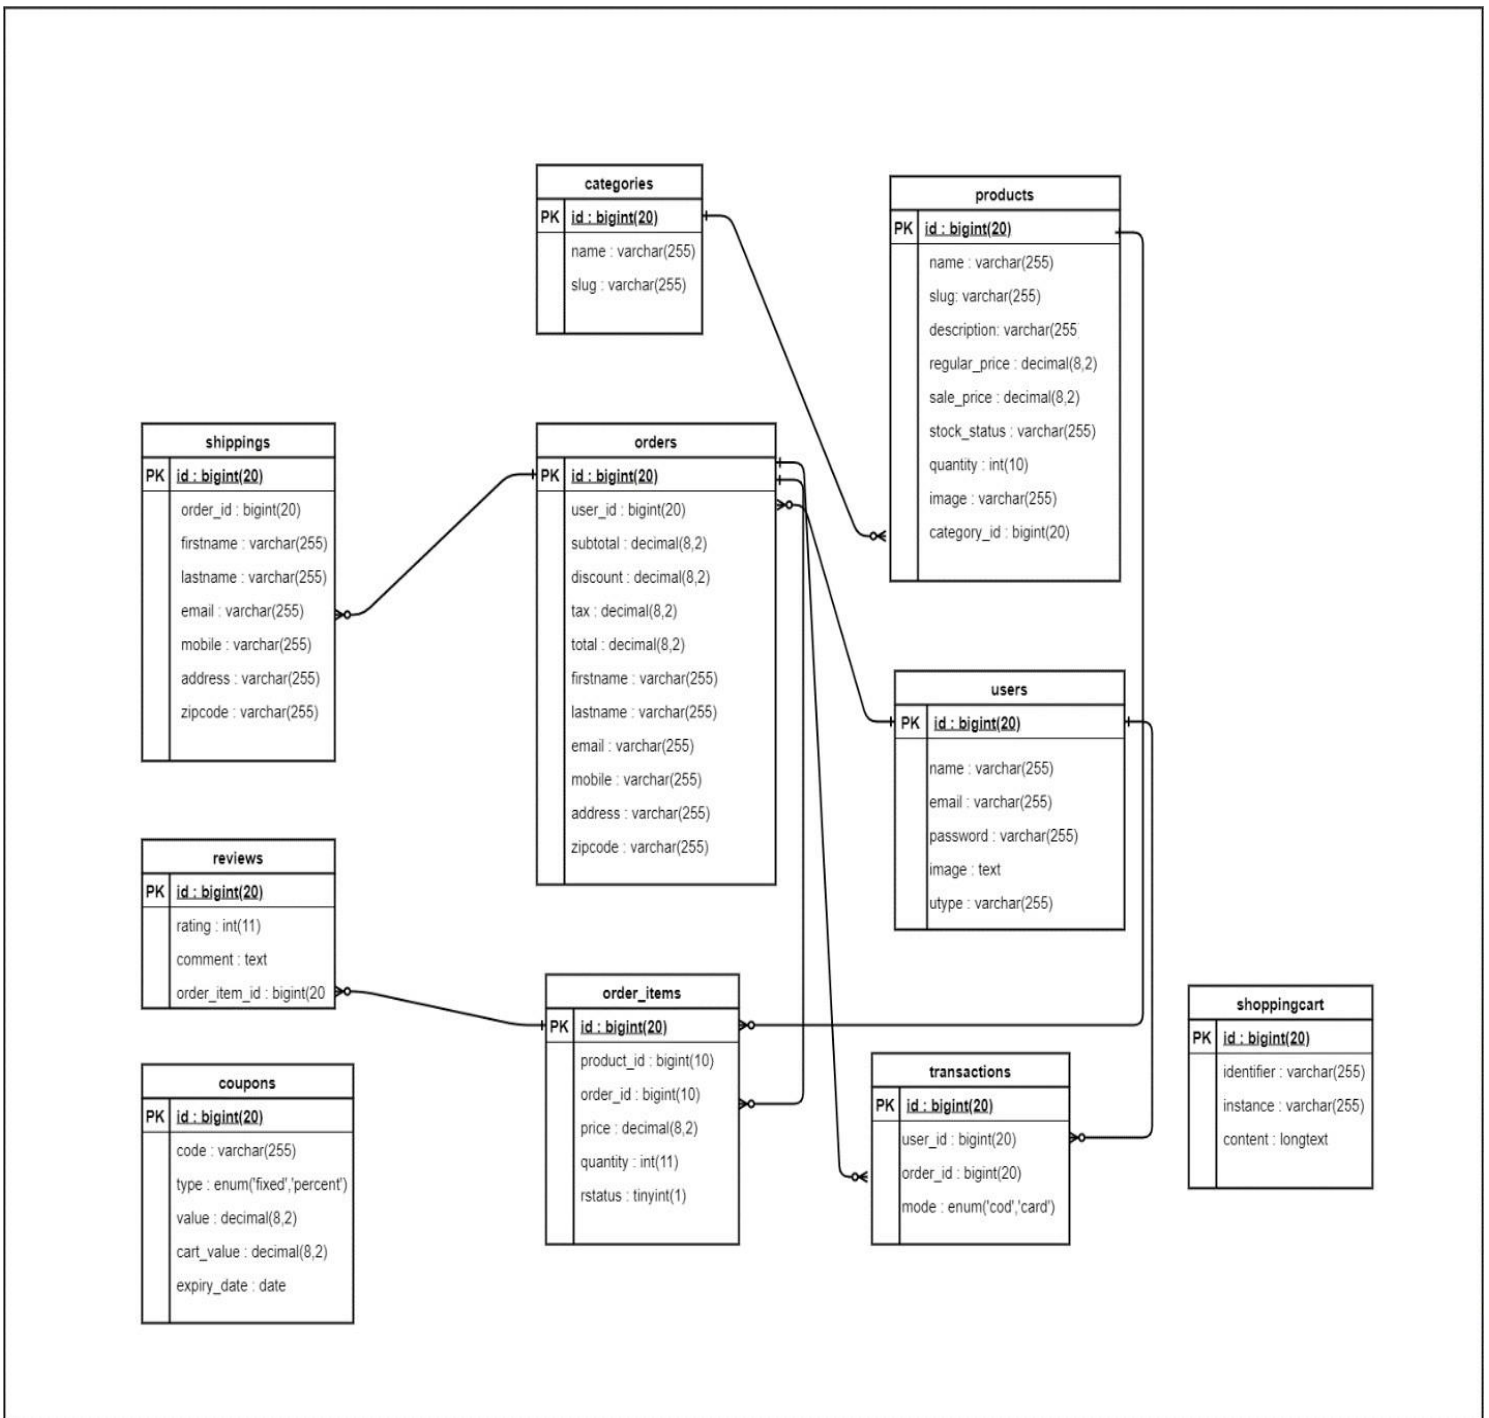 categories
PK id : bigint(20)
name : varchar(255)
slug : varchar(255)
products
PK id : bigint(20)
name : varchar(255)
slug: varchar(255)
description: varchar(255
regular_price : decimal(8,2)
sale_price : decimal(8,2)
stock_status : varchar(255)
quantity : int(10)
image : varchar(255)
category_id : bigint(20)
shippings
PK id : bigint(20)
order_id : bigint(20)
firstname : varchar(255)
lastname : varchar(255)
email : varchar(255)
mobile : varchar(255)
address : varchar(255)
zipcode : varchar(255)
orders
PK id : bigint(20)
user_id : bigint(20)
subtotal : decimal(8,2)
discount : decimal(8,2)
tax : decimal(8,2)
total : decimal(8,2)
firstname : varchar(255)
lastname : varchar(255)
email : varchar(255)
mobile : varchar(255)
address : varchar(255)
zipcode : varchar(255)
users
PK id : bigint(20)
name : varchar(255)
email : varchar(255)
password : varchar(255)
image : text
utype : varchar(255)
reviews
PK id : bigint(20)
rating : int(11)
comment : text
order_item_id : bigint(20
order_items
PK id : bigint(20)
product_id : bigint(10)
order_id : bigint(10)
price : decimal(8,2)
quantity : int(11)
rstatus : tinyint(1)
shoppingcart
PK id : bigint(20)
identifier : varchar(255)
instance : varchar(255)
content : longtext
coupons
PK id : bigint(20)
code : varchar(255)
type : enum('fixed','percent')
value : decimal(8,2)
cart_value : decimal(8,2)
expiry_date : date
transactions
PK id : bigint(20)
user_id : bigint(20)
order_id : bigint(20)
mode : enum('cod','card')